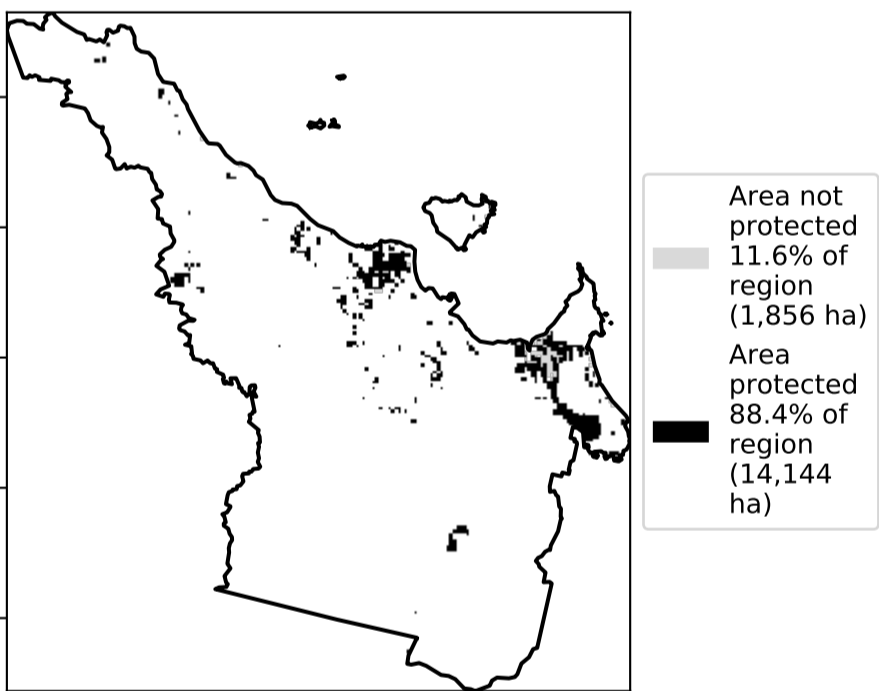 Area not
protected
11.6% of
region
(1,856 ha)
Area
protected
88.4% of
region
(14,144
ha)